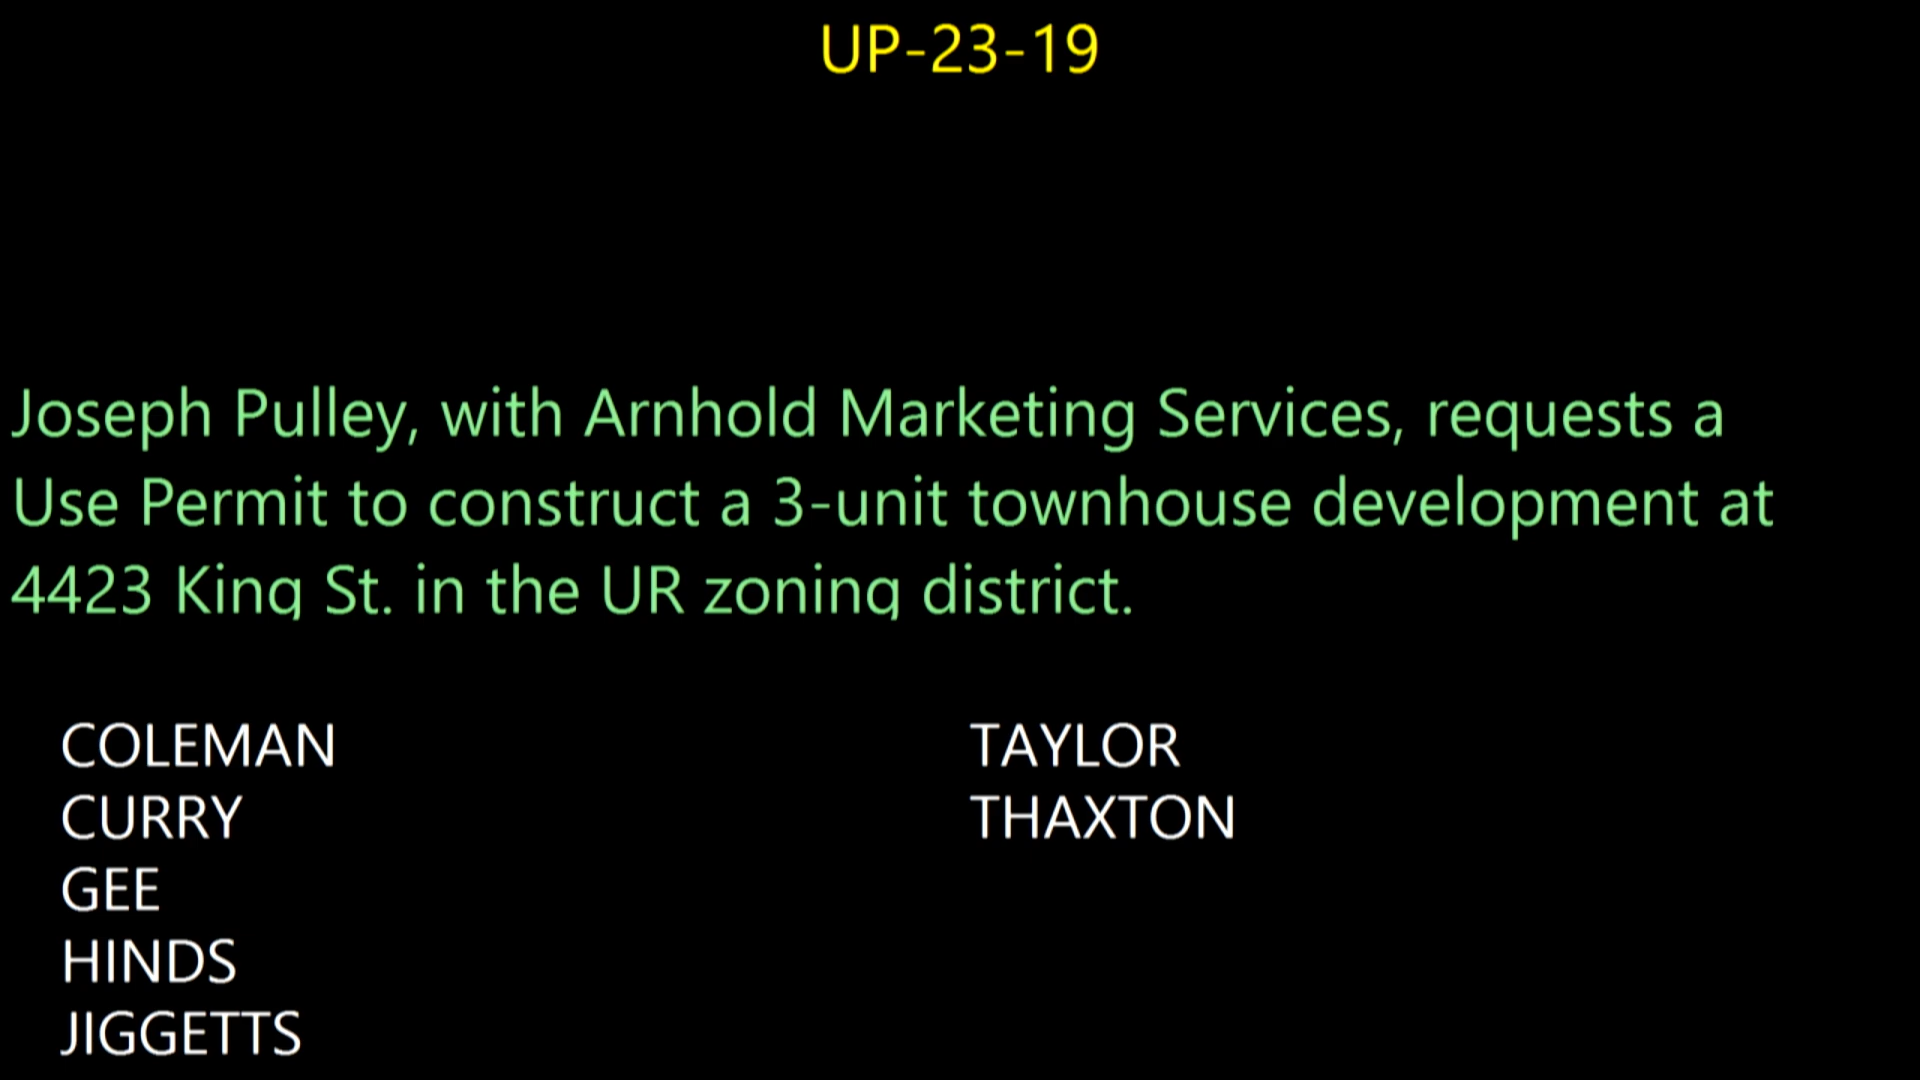 UP-23-19
Joseph Pulley, with Arnhold Marketing Services, requests a
Use Permit to construct a 3-unit townhouse development at
4423 King St. in the UR zoning district.
COLEMAN
CURRY
GEE
HINDS
JIGGETTS
TAYLOR
THAXTON